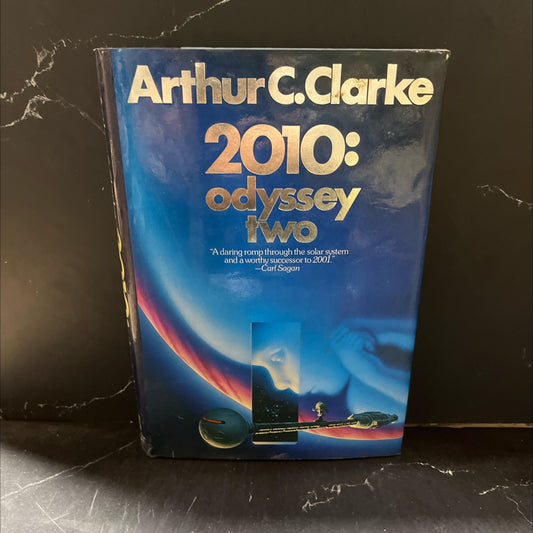 Arthur C. Clarke
2010:
odyssey
two
"A daring romp through the solar system
and a worthy successor to 2001."
—Carl Sagan